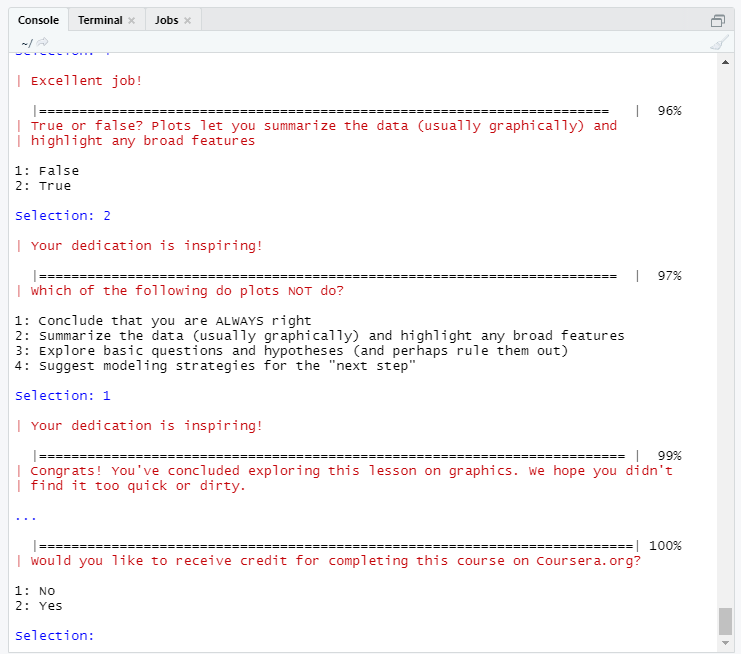 Console Terminal × Jobs ×
~/
| Excellent job!
|======================================================================= | 96%
| True or false? Plots let you summarize the data (usually graphically) and
| highlight any broad features
1: False
2: True
Selection: 2
| Your dedication is inspiring!
|======================================================================== | 97%
| Which of the following do plots NOT do?
1: Conclude that you are ALWAYS right
2: Summarize the data (usually graphically) and highlight any broad features
3: Explore basic questions and hypotheses (and perhaps rule them out)
4: Suggest modeling strategies for the "next step"
Selection: 1
| Your dedication is inspiring!
|========================================================================= | 99%
| Congrats! You've concluded exploring this lesson on graphics. We hope you didn't
| find it too quick or dirty.
...
|==========================================================================| 100%
| Would you like to receive credit for completing this course on Coursera.org?
1: No
2: Yes
Selection: